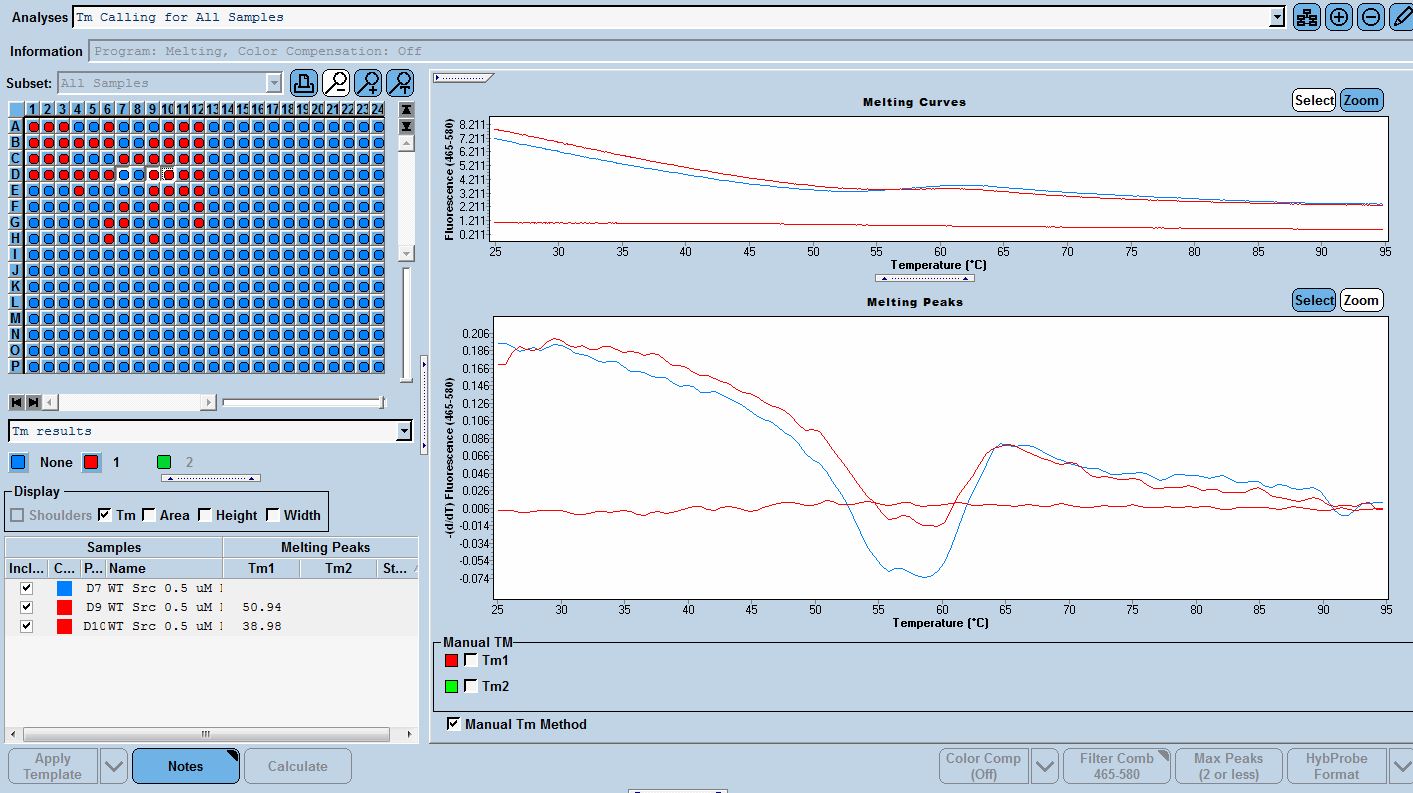 Analyses Tm Calling for All Samples
Information Program: Melting, Color Compensation: Off
Subset: All Samples
1 2 3 4 5 6 7 8 9 10 11 12 13 14 15 16 17 18 19 20 21 22 23 24
A
B
C
D
E
F
G
H
I
J
K
L
M
N
O
P
Tm results
None 1 2
Display
Shoulders Tm Area Height Width
Samples Melting Peaks
Incl... C... P... Name Tm1 Tm2 St...
D7 WT Src 0.5 uM
D9 WT Src 0.5 uM 50.94
D10 WT Src 0.5 uM 38.98
Apply Template
Notes
Calculate
Melting Curves
Select Zoom
Fluorescence (465-580)
8.211
7.211
6.211
5.211
4.211
3.211
2.211
1.211
0.211
25 30 35 40 45 50 55 60 65 70 75 80 85 90 95
Temperature (°C)
Melting Peaks
Select Zoom
-(d/dT) Fluorescence (465-580)
0.206
0.186
0.166
0.146
0.126
0.106
0.086
0.066
0.046
0.026
0.006
-0.014
-0.034
-0.054
-0.074
25 30 35 40 45 50 55 60 65 70 75 80 85 90 95
Temperature (°C)
Manual TM
Tm1
Tm2
Manual Tm Method
Color Comp (Off)
Filter Comb 465-580
Max Peaks (2 or less)
HybProbe Format